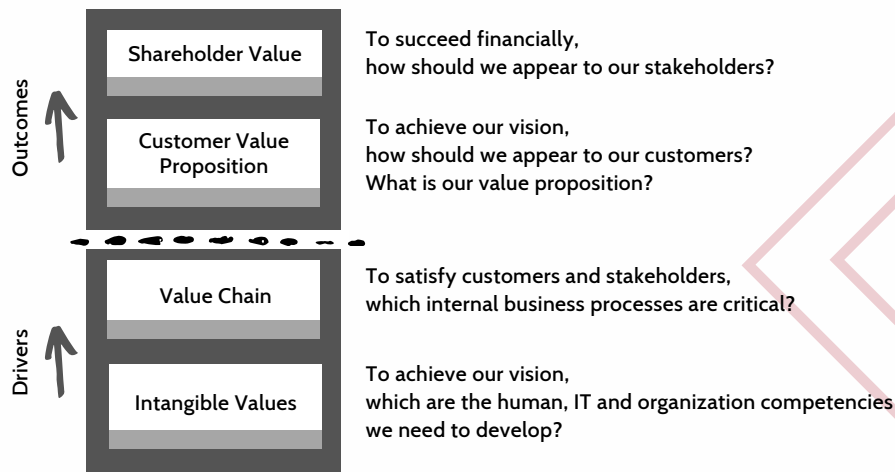 Outcomes
Shareholder Value
To succeed financially,
how should we appear to our stakeholders?
Customer Value
Proposition
To achieve our vision,
how should we appear to our customers?
What is our value proposition?
Drivers
Value Chain
To satisfy customers and stakeholders,
which internal business processes are critical?
Intangible Values
To achieve our vision,
which are the human, IT and organization competencies
we need to develop?